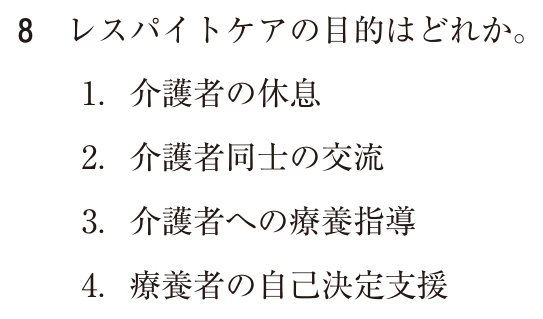 8 レスパイトケアの目的はどれか。
1. 介護者の休息
2. 介護者同士の交流
3. 介護者への療養指導
4. 療養者の自己決定支援